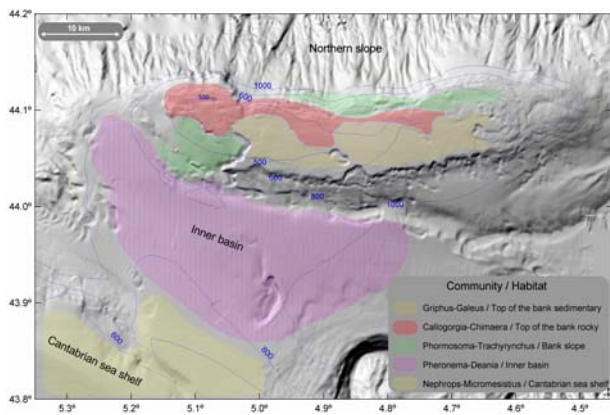 44.2°
10 km
Northern slope
1000
600
500
44.1°
500
600
800
1000
44.0°
Inner basin
43.9°
600
800
Cantabrian sea shelf
Community / Habitat
Griphus-Galeus / Top of the bank sedimentary
Callogorgia-Chimaera / Top of the bank rocky
Phormosoma-Trachyrynchus / Bank slope
Pheronema-Deania / Inner basin
Nephrops-Micromesistius / Cantabrian sea shelf
43.8°
5.3° 5.2° 5.1° 5.0° 4.9° 4.8° 4.7° 4.6° 4.5°